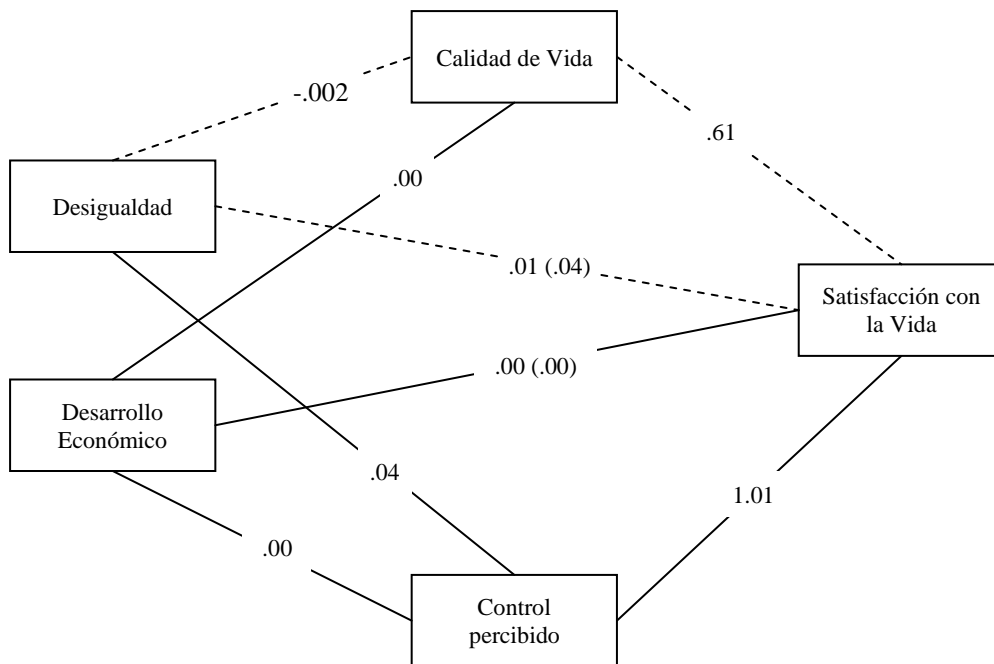 Calidad de Vida
-.002
.61
.00
Desigualdad
.01 (.04)
Satisfacción con
la Vida
.00 (.00)
Desarrollo
Económico
.04
1.01
.00
Control
percibido